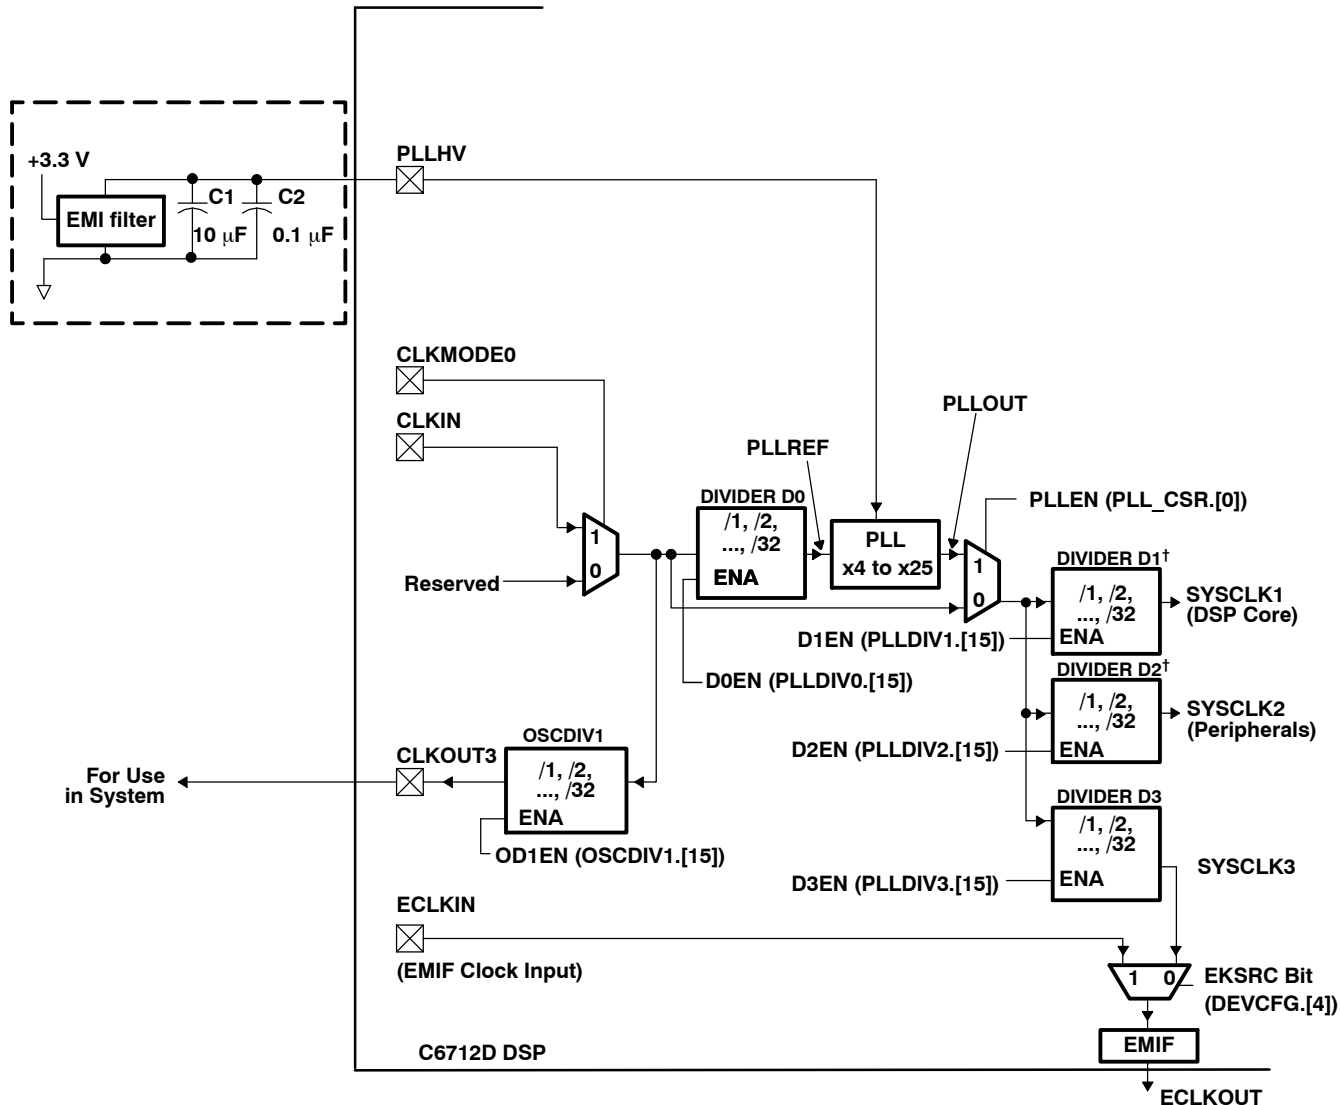 PLLHV
+3.3 V
C1
C2
EMI filter
10 μF
0.1 μF
CLKMODE0
CLKIN
PLLOUT
PLLREF
DIVIDER D0
/1, /2,
..., /32
ENA
PLL
x4 to x25
PLLEN (PLL_CSR.[0])
1
0
Reserved
1
0
DIVIDER D1†
/1, /2,
..., /32
ENA
SYSCLK1
(DSP Core)
D1EN (PLLDIV1.[15])
D0EN (PLLDIV0.[15])
DIVIDER D2†
/1, /2,
..., /32
ENA
SYSCLK2
(Peripherals)
D2EN (PLLDIV2.[15])
OSCDIV1
CLKOUT3
/1, /2,
..., /32
ENA
For Use
in System
OD1EN (OSCDIV1.[15])
DIVIDER D3
/1, /2,
..., /32
ENA
SYSCLK3
D3EN (PLLDIV3.[15])
ECLKIN
(EMIF Clock Input)
1 0
EKSRC Bit
(DEVCFG.[4])
EMIF
C6712D DSP
ECLKOUT